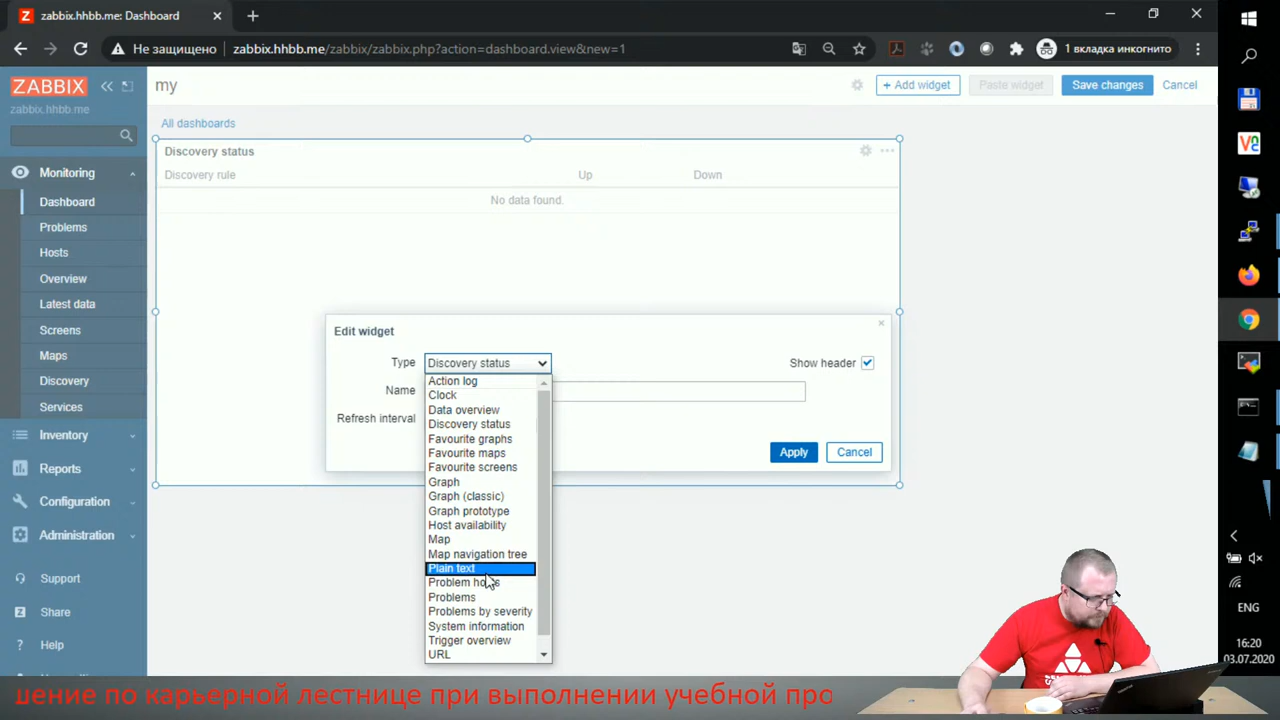 zabbix.hhbb.me: Dashboard
Не защищено
zabbix.hhbb.me/zabbix/zabbix.php?action=dashboard.view&new=1
1 вкладка инкогнито
ZABBIX
zabbix.hhbb.me
Monitoring
Dashboard
Problems
Hosts
Overview
Latest data
Screens
Maps
Discovery
Services
Inventory
Reports
Configuration
Administration
Support
Share
Help
my
+ Add widget
Paste widget
Save changes
Cancel
All dashboards
Discovery status
Discovery rule Up Down
No data found.
Edit widget
Type Discovery status
Show header
Name
Refresh interval
Action log
Clock
Data overview
Discovery status
Favourite graphs
Favourite maps
Favourite screens
Graph
Graph (classic)
Graph prototype
Host availability
Map
Map navigation tree
Plain text
Problem hosts
Problems
Problems by severity
System information
Trigger overview
URL
Apply
Cancel
ENG
16:20
03.07.2020
шение по карьерной лестнице при выполнении учебной про